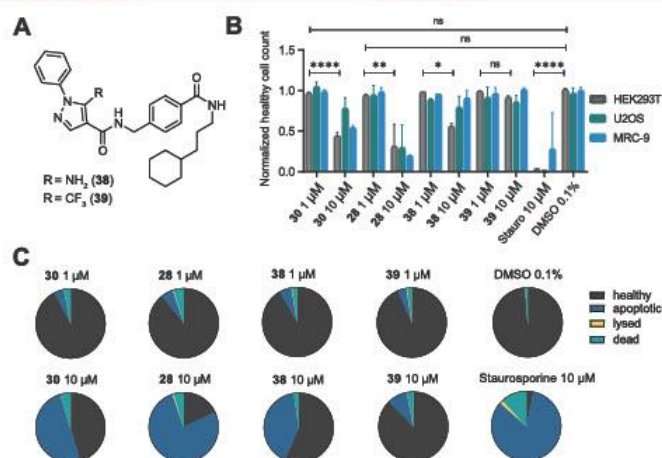 A
R
N
N
H
N
O
O
NH
R = NH₂ (38)
R = CF₃ (39)
B
ns
ns
**** ** * ns ****
Normalized healthy cell count
1.5
1.0
0.5
0.0
HEK293T
U2OS
MRC-9
30 1 µM
30 10 µM
28 1 µM
28 10 µM
38 1 µM
38 10 µM
39 1 µM
39 10 µM
Stauro 10 µM
DMSO 0.1%
C
30 1 µM 28 1 µM 38 1 µM 39 1 µM DMSO 0.1%
healthy
apoptotic
lysed
dead
30 10 µM 28 10 µM 38 10 µM 39 10 µM Staurosporine 10 µM